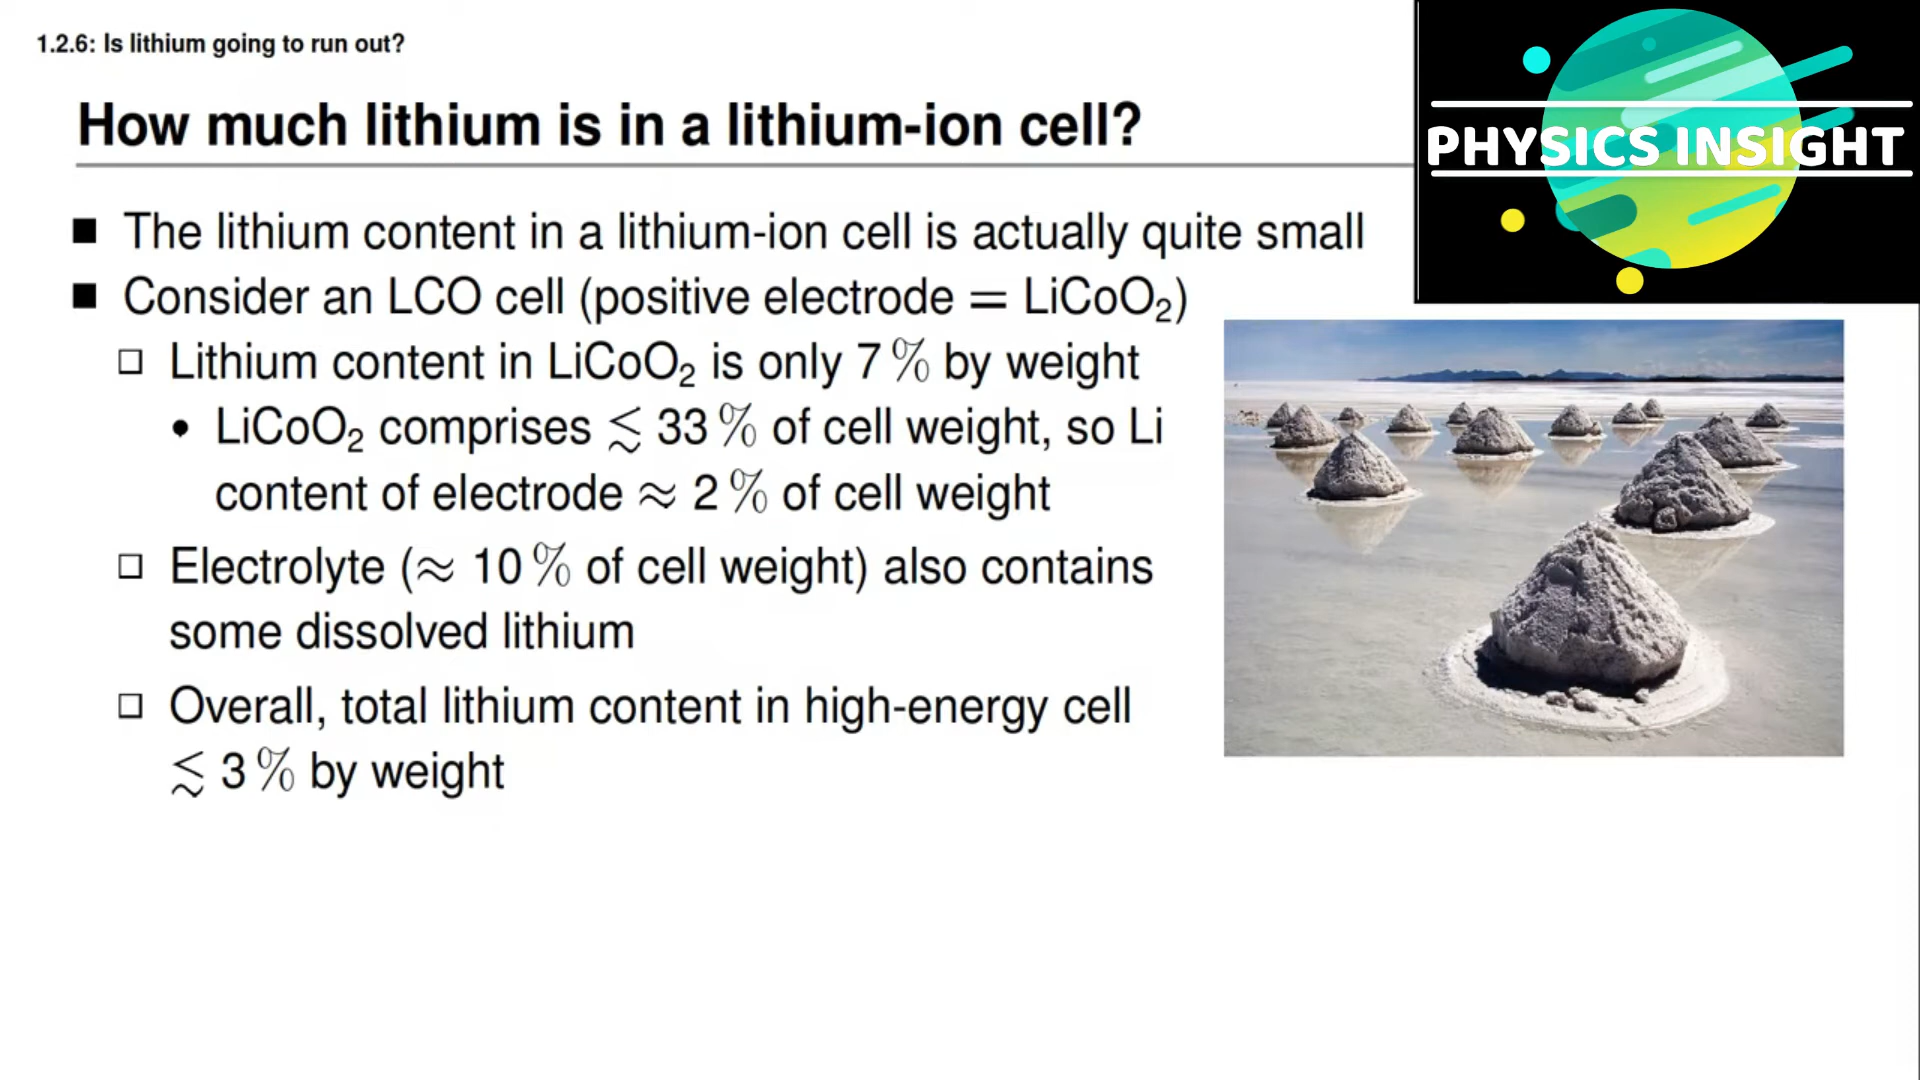 1.2.6: Is lithium going to run out?
How much lithium is in a lithium-ion cell?
PHYSICS INSIGHT
■ The lithium content in a lithium-ion cell is actually quite small
■ Consider an LCO cell (positive electrode = LiCoO₂)
□ Lithium content in LiCoO₂ is only 7 % by weight
• LiCoO₂ comprises ≲ 33 % of cell weight, so Li
content of electrode ≈ 2 % of cell weight
□ Electrolyte (≈ 10 % of cell weight) also contains
some dissolved lithium
□ Overall, total lithium content in high-energy cell
≲ 3 % by weight